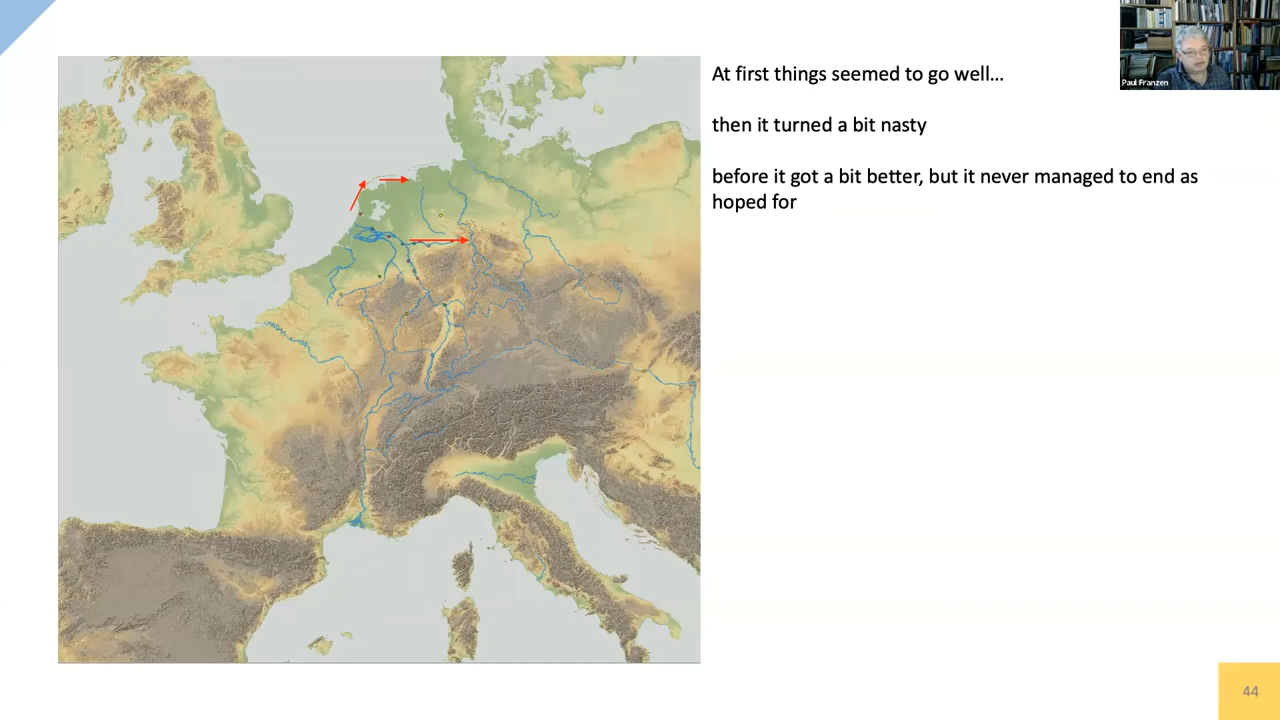 At first things seemed to go well...
then it turned a bit nasty
before it got a bit better, but it never managed to end as
hoped for
Paul Franzen
44